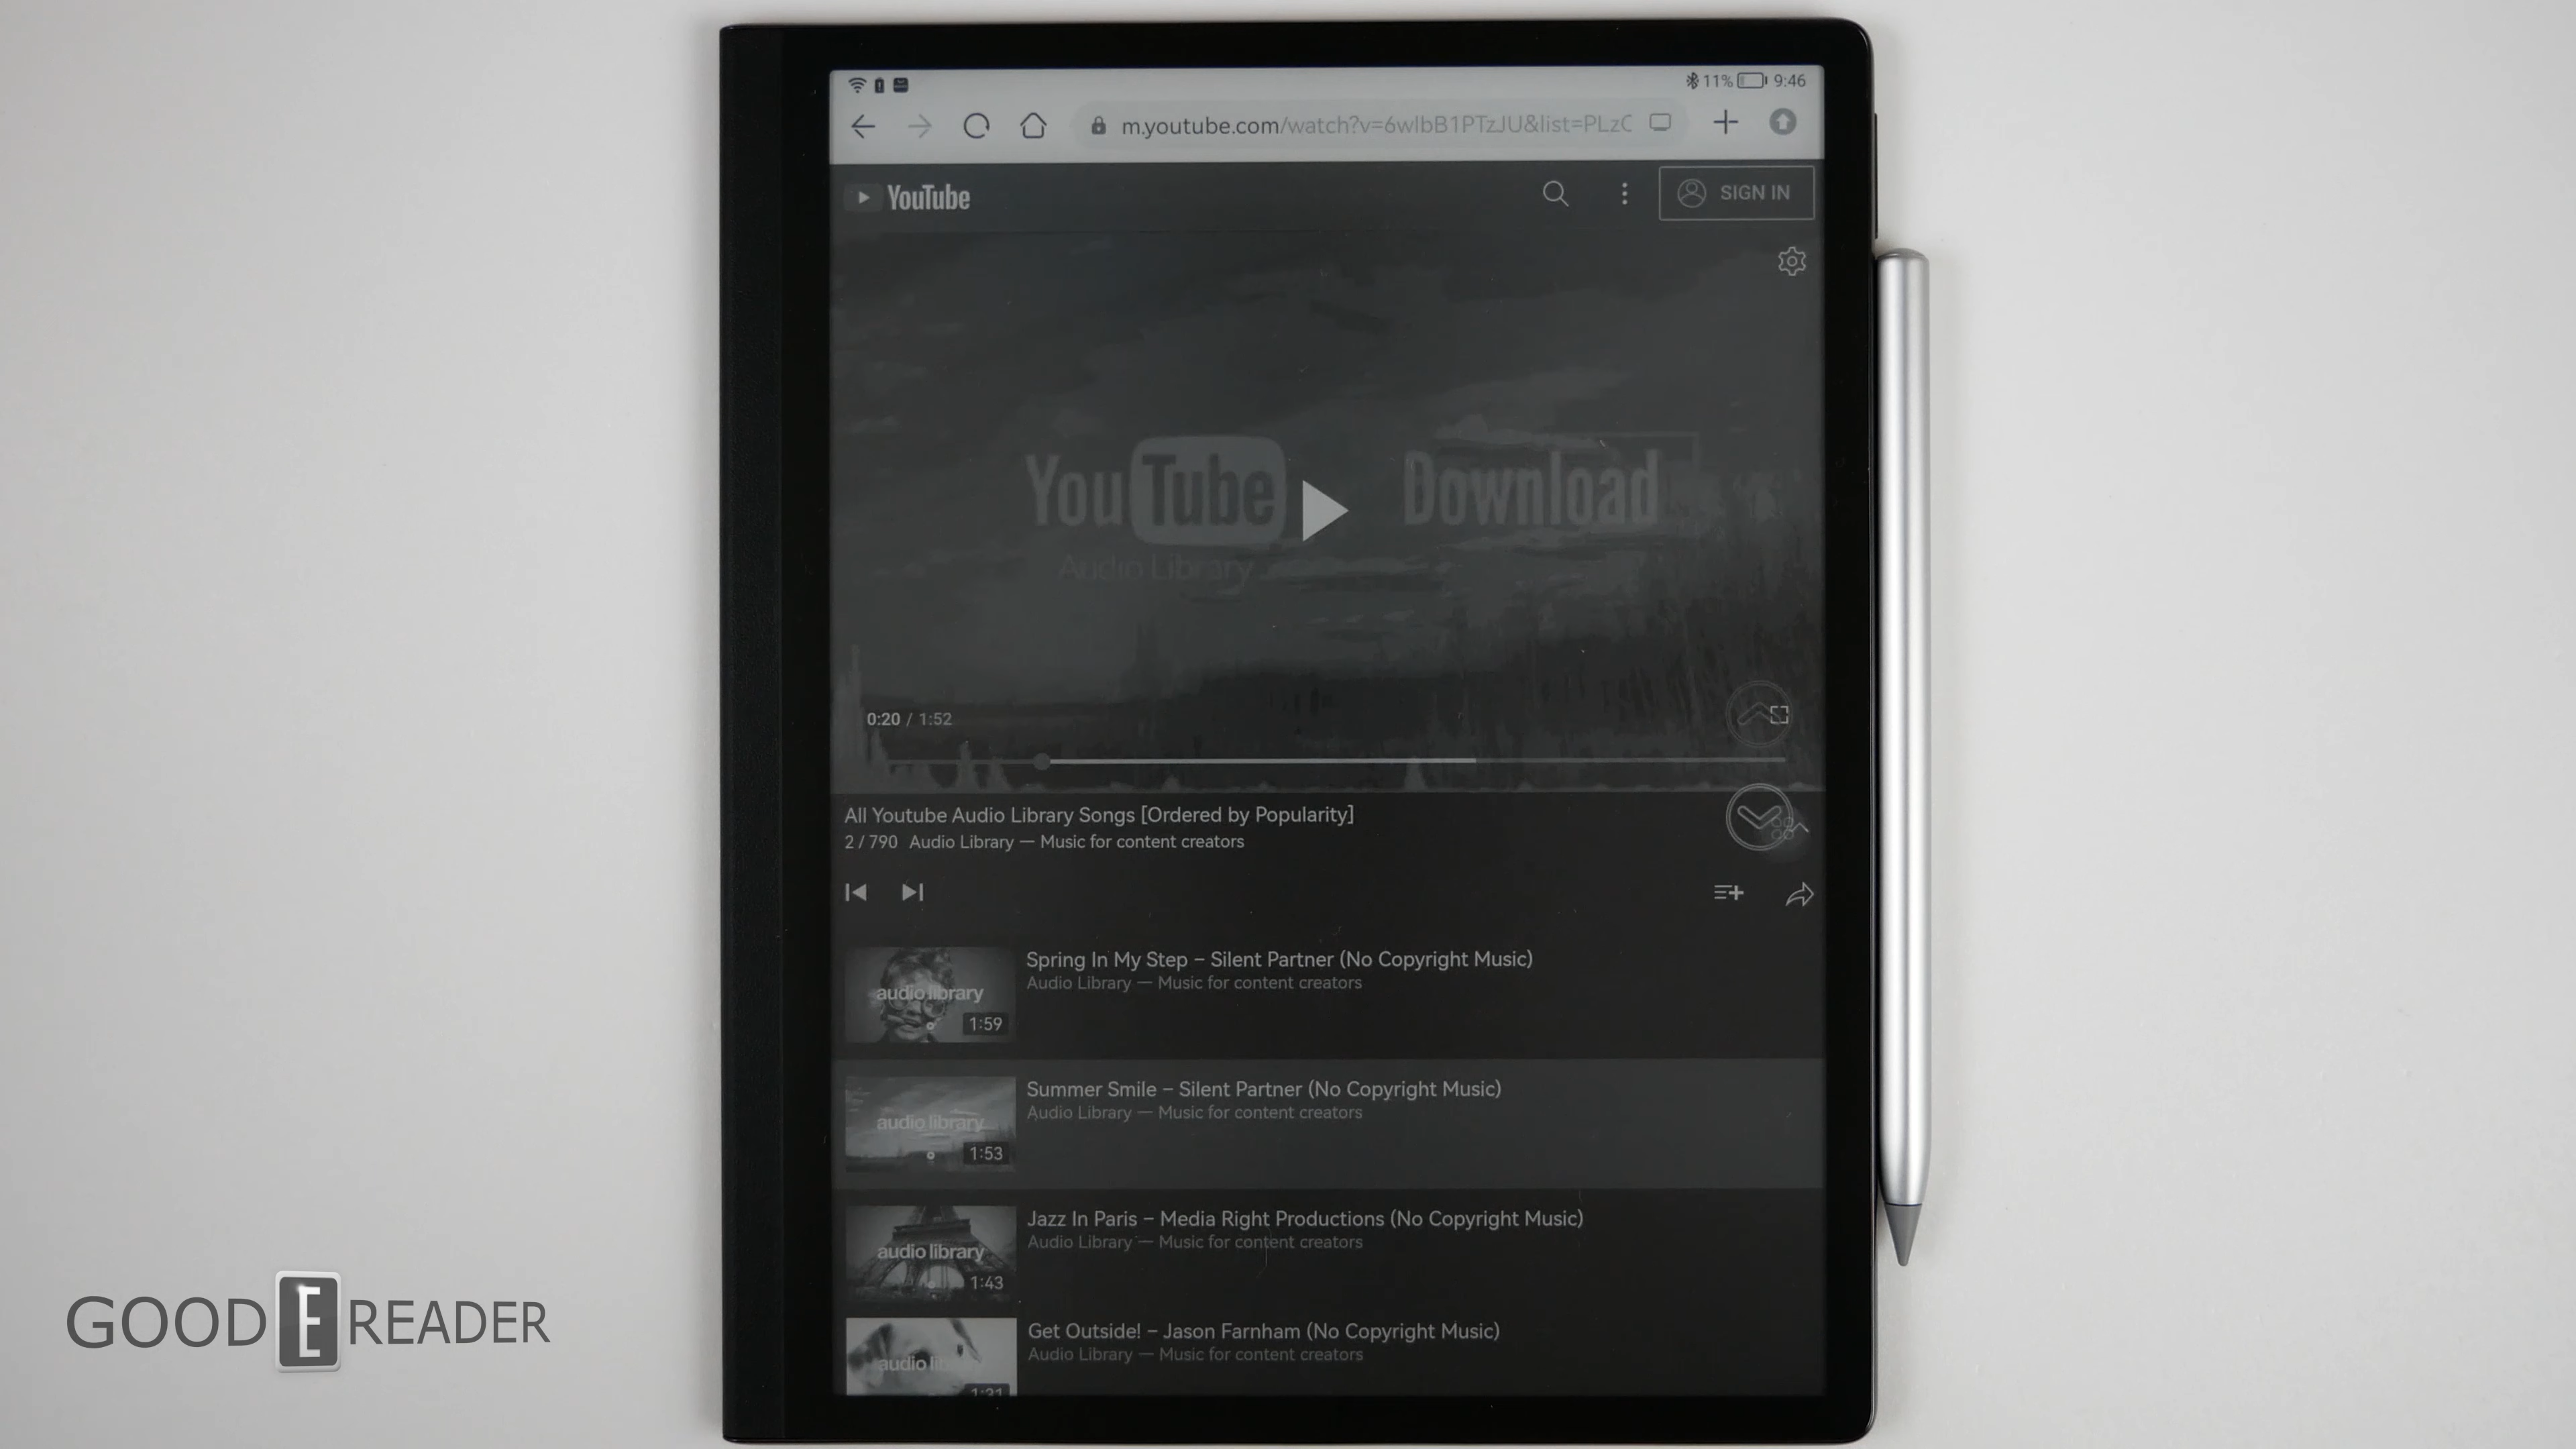 11% 9:46
m.youtube.com/watch?v=6wlbB1PTzJU&list=PLzC
YouTube
SIGN IN
YouTube Download
Audio Library
0:20 / 1:52
All Youtube Audio Library Songs [Ordered by Popularity]
2 / 790 Audio Library — Music for content creators
Spring In My Step – Silent Partner (No Copyright Music)
Audio Library — Music for content creators
audio library
1:59
Summer Smile – Silent Partner (No Copyright Music)
Audio Library — Music for content creators
audio library
1:53
Jazz In Paris – Media Right Productions (No Copyright Music)
Audio Library — Music for content creators
audio library
1:43
Get Outside! – Jason Farnham (No Copyright Music)
Audio Library — Music for content creators
audio
1:31
GOOD E READER